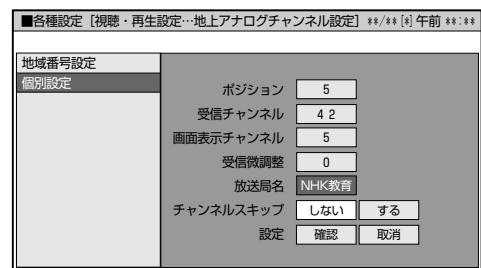 ■各種設定［視聴・再生設定…地上アナログチャンネル設定］ **/**[*]午前**:**
地域番号設定
個別設定
ポジション 5
受信チャンネル 42
画面表示チャンネル 5
受信微調整 0
放送局名 NHK教育
チャンネルスキップ しない する
設定 確認 取消